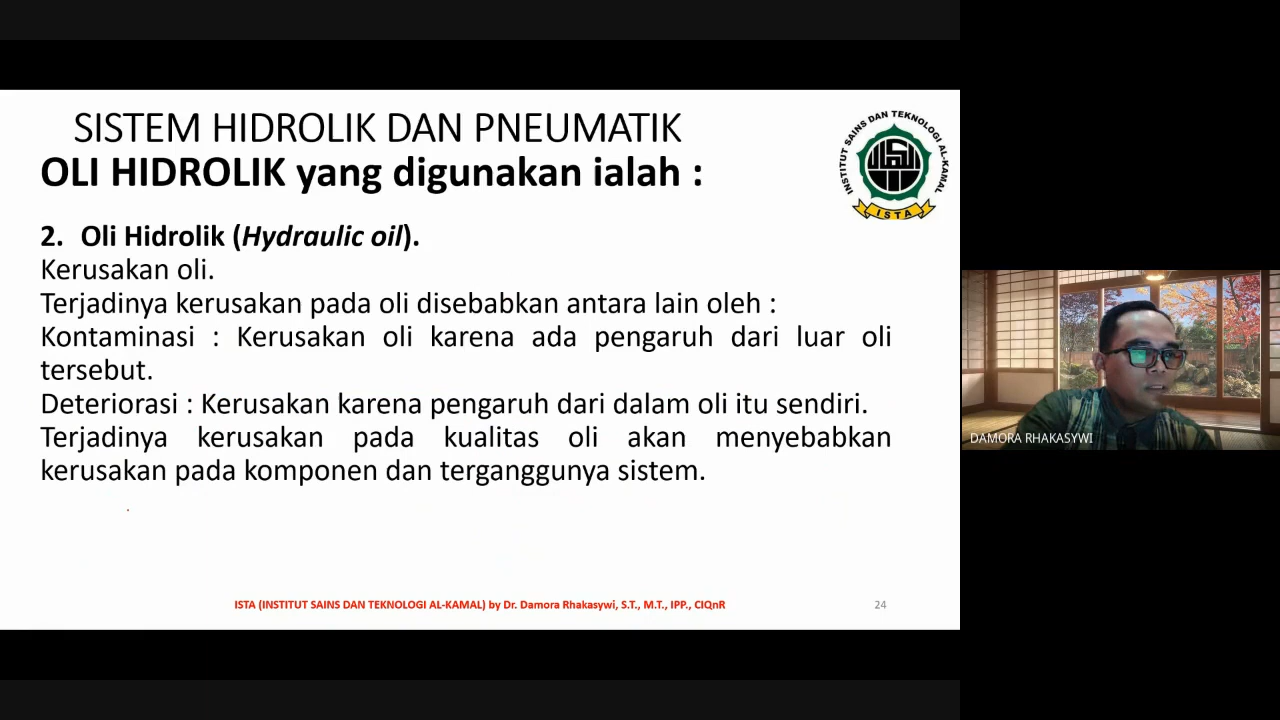 SISTEM HIDROLIK DAN PNEUMATIK
OLI HIDROLIK yang digunakan ialah :
INSTITUT SAINS DAN TEKNOLOGI AL-KAMAL
ISTA
2. Oli Hidrolik (Hydraulic oil).
Kerusakan oli.
Terjadinya kerusakan pada oli disebabkan antara lain oleh :
Kontaminasi : Kerusakan oli karena ada pengaruh dari luar oli
tersebut.
Deteriorasi : Kerusakan karena pengaruh dari dalam oli itu sendiri.
Terjadinya kerusakan pada kualitas oli akan menyebabkan
kerusakan pada komponen dan terganggunya sistem.
.
ISTA (INSTITUT SAINS DAN TEKNOLOGI AL-KAMAL) by Dr. Damora Rhakasywi, S.T., M.T., IPP., CIQnR
24
DAMORA RHAKASYWI